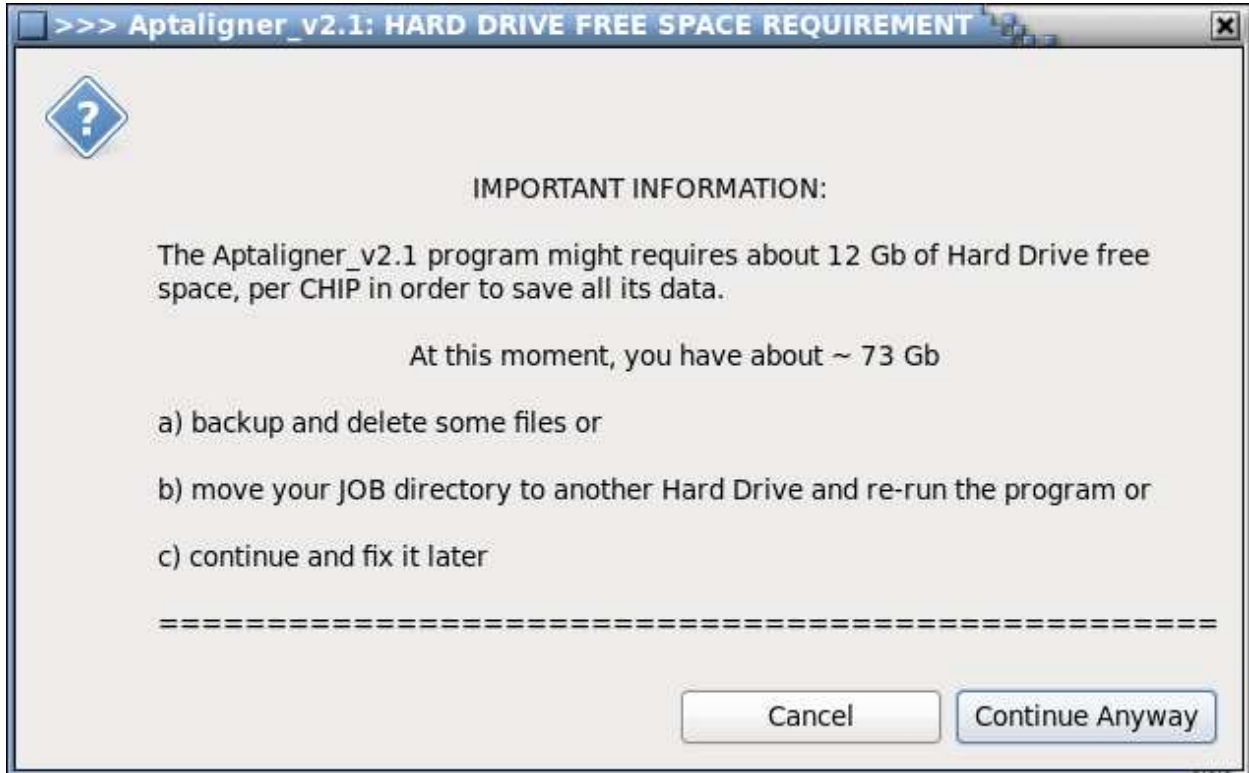 >>> Aptaligner_v2.1: HARD DRIVE FREE SPACE REQUIREMENT
IMPORTANT INFORMATION:
The Aptaligner_v2.1 program might requires about 12 Gb of Hard Drive free
space, per CHIP in order to save all its data.
At this moment, you have about ~ 73 Gb
a) backup and delete some files or
b) move your JOB directory to another Hard Drive and re-run the program or
c) continue and fix it later
=================================================
Cancel
Continue Anyway